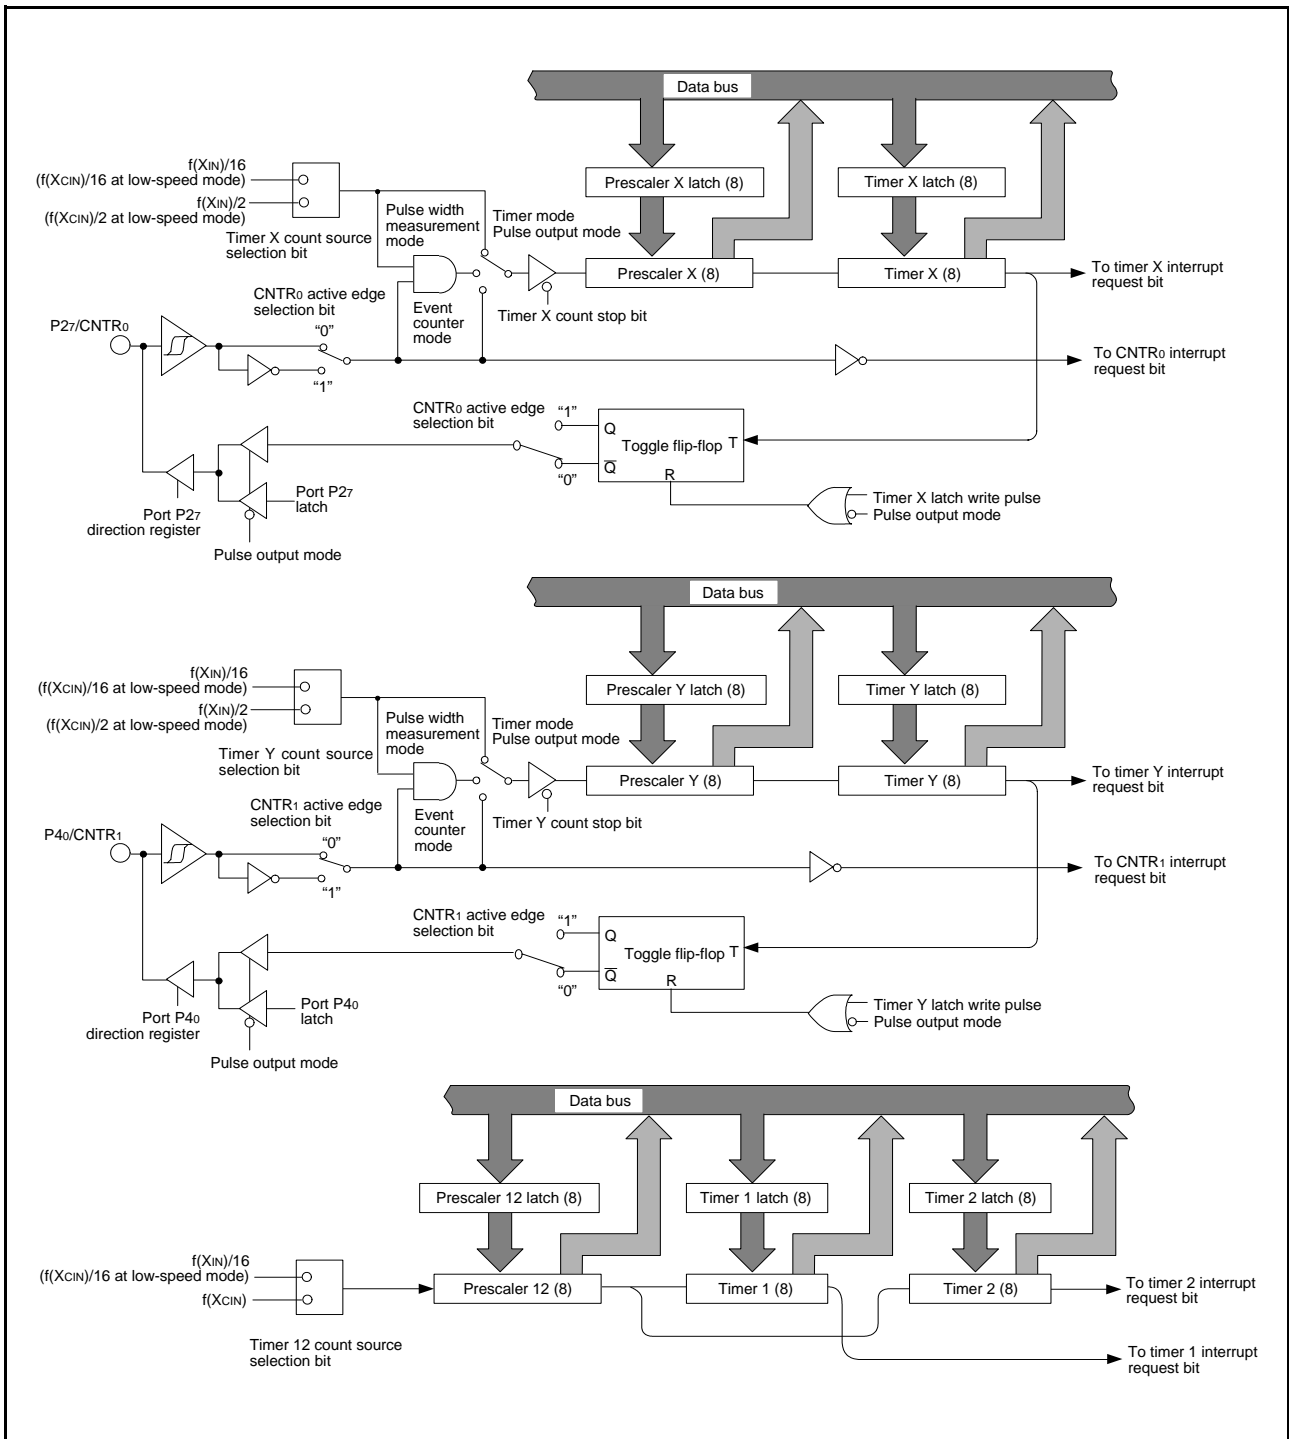 Data bus
f(XIN)/16
(f(XCIN)/16 at low-speed mode)
f(XIN)/2
(f(XCIN)/2 at low-speed mode)
Timer X count source
selection bit
Pulse width
measurement
mode
Timer mode
Pulse output mode
Prescaler X latch (8)
Timer X latch (8)
Prescaler X (8)
Timer X (8)
To timer X interrupt
request bit
CNTR0 active edge
selection bit
Event
counter
mode
Timer X count stop bit
P27/CNTR0
“0”
“1”
To CNTR0 interrupt
request bit
CNTR0 active edge
selection bit
“1”
“0”
Q
Q
Toggle flip-flop
T
R
Timer X latch write pulse
Pulse output mode
Port P27
latch
Port P27
direction register
Pulse output mode
Data bus
f(XIN)/16
(f(XCIN)/16 at low-speed mode)
f(XIN)/2
(f(XCIN)/2 at low-speed mode)
Timer Y count source
selection bit
Pulse width
measurement
mode
Timer mode
Pulse output mode
Prescaler Y latch (8)
Timer Y latch (8)
Prescaler Y (8)
Timer Y (8)
To timer Y interrupt
request bit
CNTR1 active edge
selection bit
Event
counter
mode
Timer Y count stop bit
P40/CNTR1
“0”
“1”
To CNTR1 interrupt
request bit
CNTR1 active edge
selection bit
“1”
“0”
Q
Q
Toggle flip-flop
T
R
Timer Y latch write pulse
Pulse output mode
Port P40
latch
Port P40
direction register
Pulse output mode
Data bus
Prescaler 12 latch (8)
Timer 1 latch (8)
Timer 2 latch (8)
f(XIN)/16
(f(XCIN)/16 at low-speed mode)
f(XCIN)
Prescaler 12 (8)
Timer 1 (8)
Timer 2 (8)
To timer 2 interrupt
request bit
Timer 12 count source
selection bit
To timer 1 interrupt
request bit